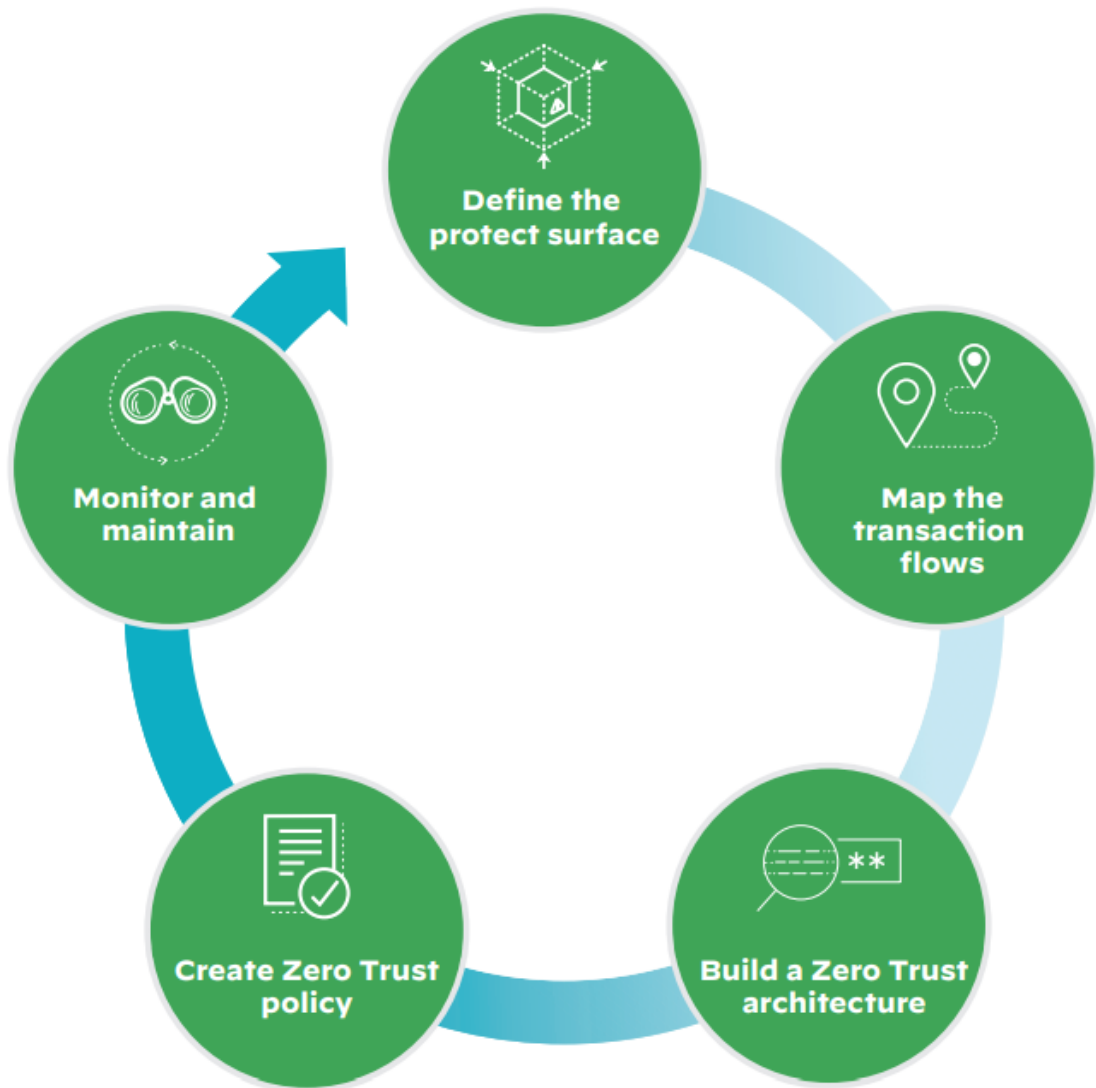 Define the
protect surface
Map the
transaction
flows
Build a Zero Trust
architecture
**
Create Zero Trust
policy
Monitor and
maintain